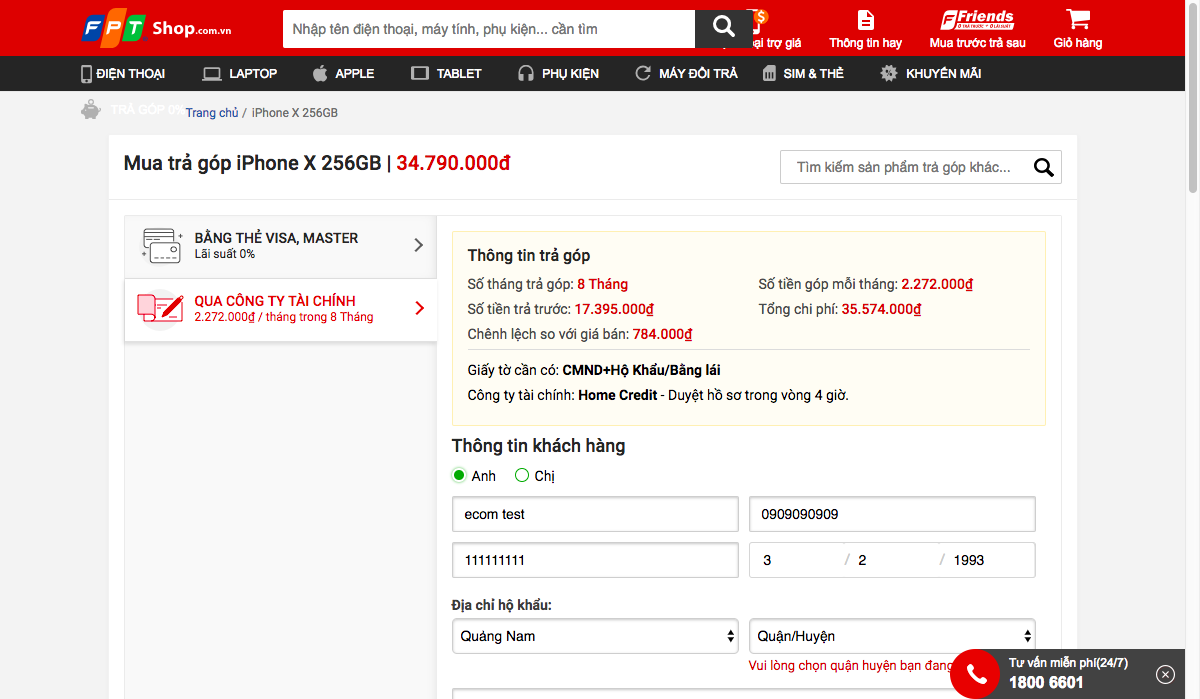 FPT Shop.com.vn
Nhập tên điện thoại, máy tính, phụ kiện... cần tìm
ại trợ giá
Thông tin hay
Friends
Mua trước trả sau
Giỏ hàng
ĐIỆN THOẠI
LAPTOP
APPLE
TABLET
PHỤ KIỆN
MÁY ĐỔI TRẢ
SIM & THẺ
KHUYẾN MÃI
TRẢ GÓP 0%
Trang chủ / iPhone X 256GB
Mua trả góp iPhone X 256GB | 34.790.000₫
Tìm kiếm sản phẩm trả góp khác...
BẰNG THẺ VISA, MASTER
Lãi suất 0%
QUA CÔNG TY TÀI CHÍNH
2.272.000₫ / tháng trong 8 Tháng
Thông tin trả góp
Số tháng trả góp: 8 Tháng
Số tiền góp mỗi tháng: 2.272.000₫
Số tiền trả trước: 17.395.000₫
Tổng chi phí: 35.574.000₫
Chênh lệch so với giá bán: 784.000₫
Giấy tờ cần có: CMND+Hộ Khẩu/Bằng lái
Công ty tài chính: Home Credit - Duyệt hồ sơ trong vòng 4 giờ.
Thông tin khách hàng
Anh
Chị
ecom test
0909090909
111111111
3 / 2 / 1993
Địa chỉ hộ khẩu:
Quảng Nam
Quận/Huyện
Vui lòng chọn quận huyện bạn đang
Tư vấn miễn phí(24/7)
1800 6601